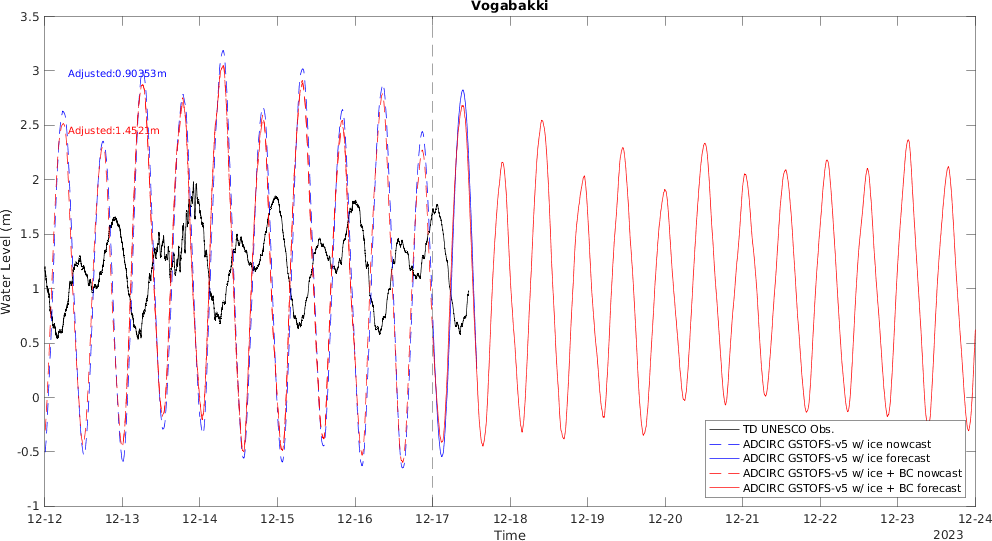 Vogabakki
3.5
3
2.5
2
1.5
1
0.5
0
-0.5
-1
Water Level (m)
Adjusted:0.90353m
Adjusted:1.4521m
TD UNESCO Obs.
ADCIRC GSTOFS-v5 w/ ice nowcast
ADCIRC GSTOFS-v5 w/ ice forecast
ADCIRC GSTOFS-v5 w/ ice + BC nowcast
ADCIRC GSTOFS-v5 w/ ice + BC forecast
12-12 12-13 12-14 12-15 12-16 12-17 12-18 12-19 12-20 12-21 12-22 12-23 12-24
Time
2023